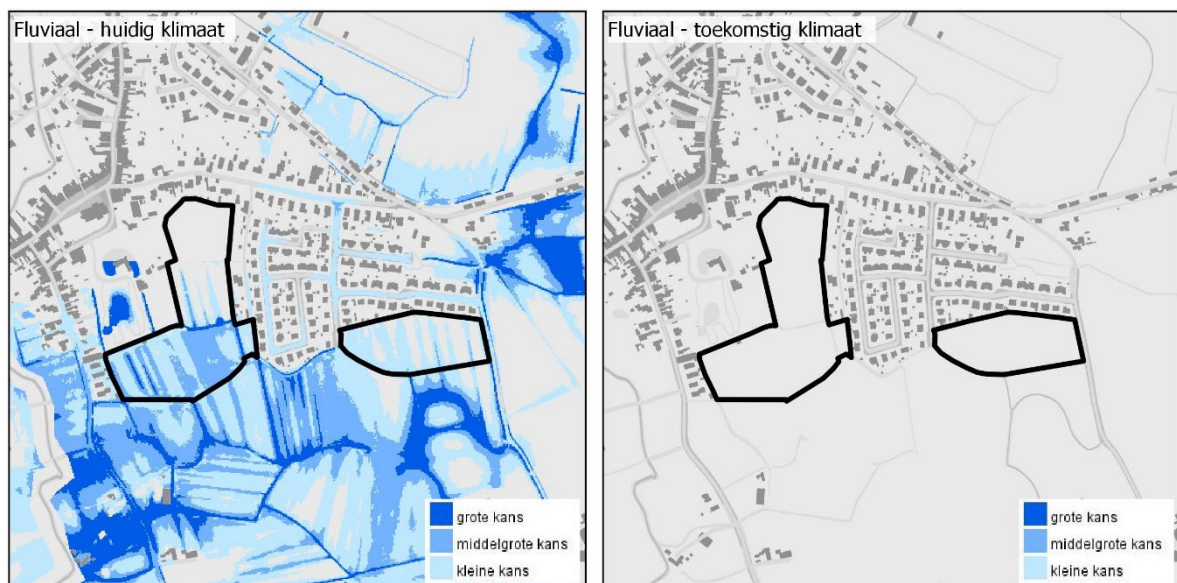 Fluviaal - huidig klimaat
grote kans
middelgrote kans
kleine kans
Fluviaal - toekomstig klimaat
grote kans
middelgrote kans
kleine kans